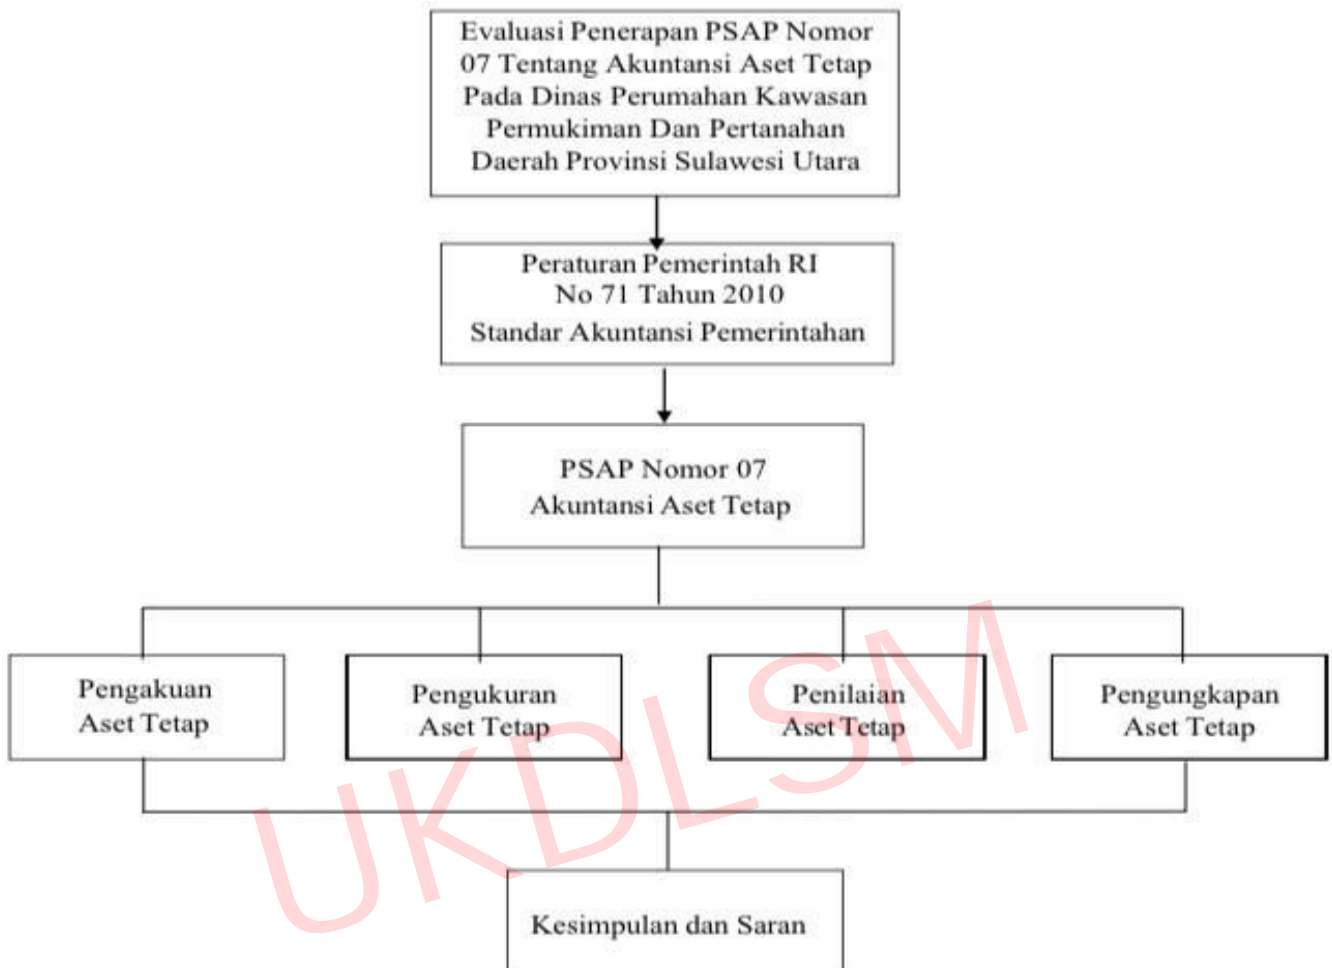 Evaluasi Penerapan PSAP Nomor
07 Tentang Akuntansi Aset Tetap
Pada Dinas Perumahan Kawasan
Permukiman Dan Pertanahan
Daerah Provinsi Sulawesi Utara
Peraturan Pemerintah RI
No 71 Tahun 2010
Standar Akuntansi Pemerintahan
PSAP Nomor 07
Akuntansi Aset Tetap
Pengakuan
Aset Tetap
Pengukuran
Aset Tetap
Penilaian
Aset Tetap
Pengungkapan
Aset Tetap
UKDLSM
Kesimpulan dan Saran